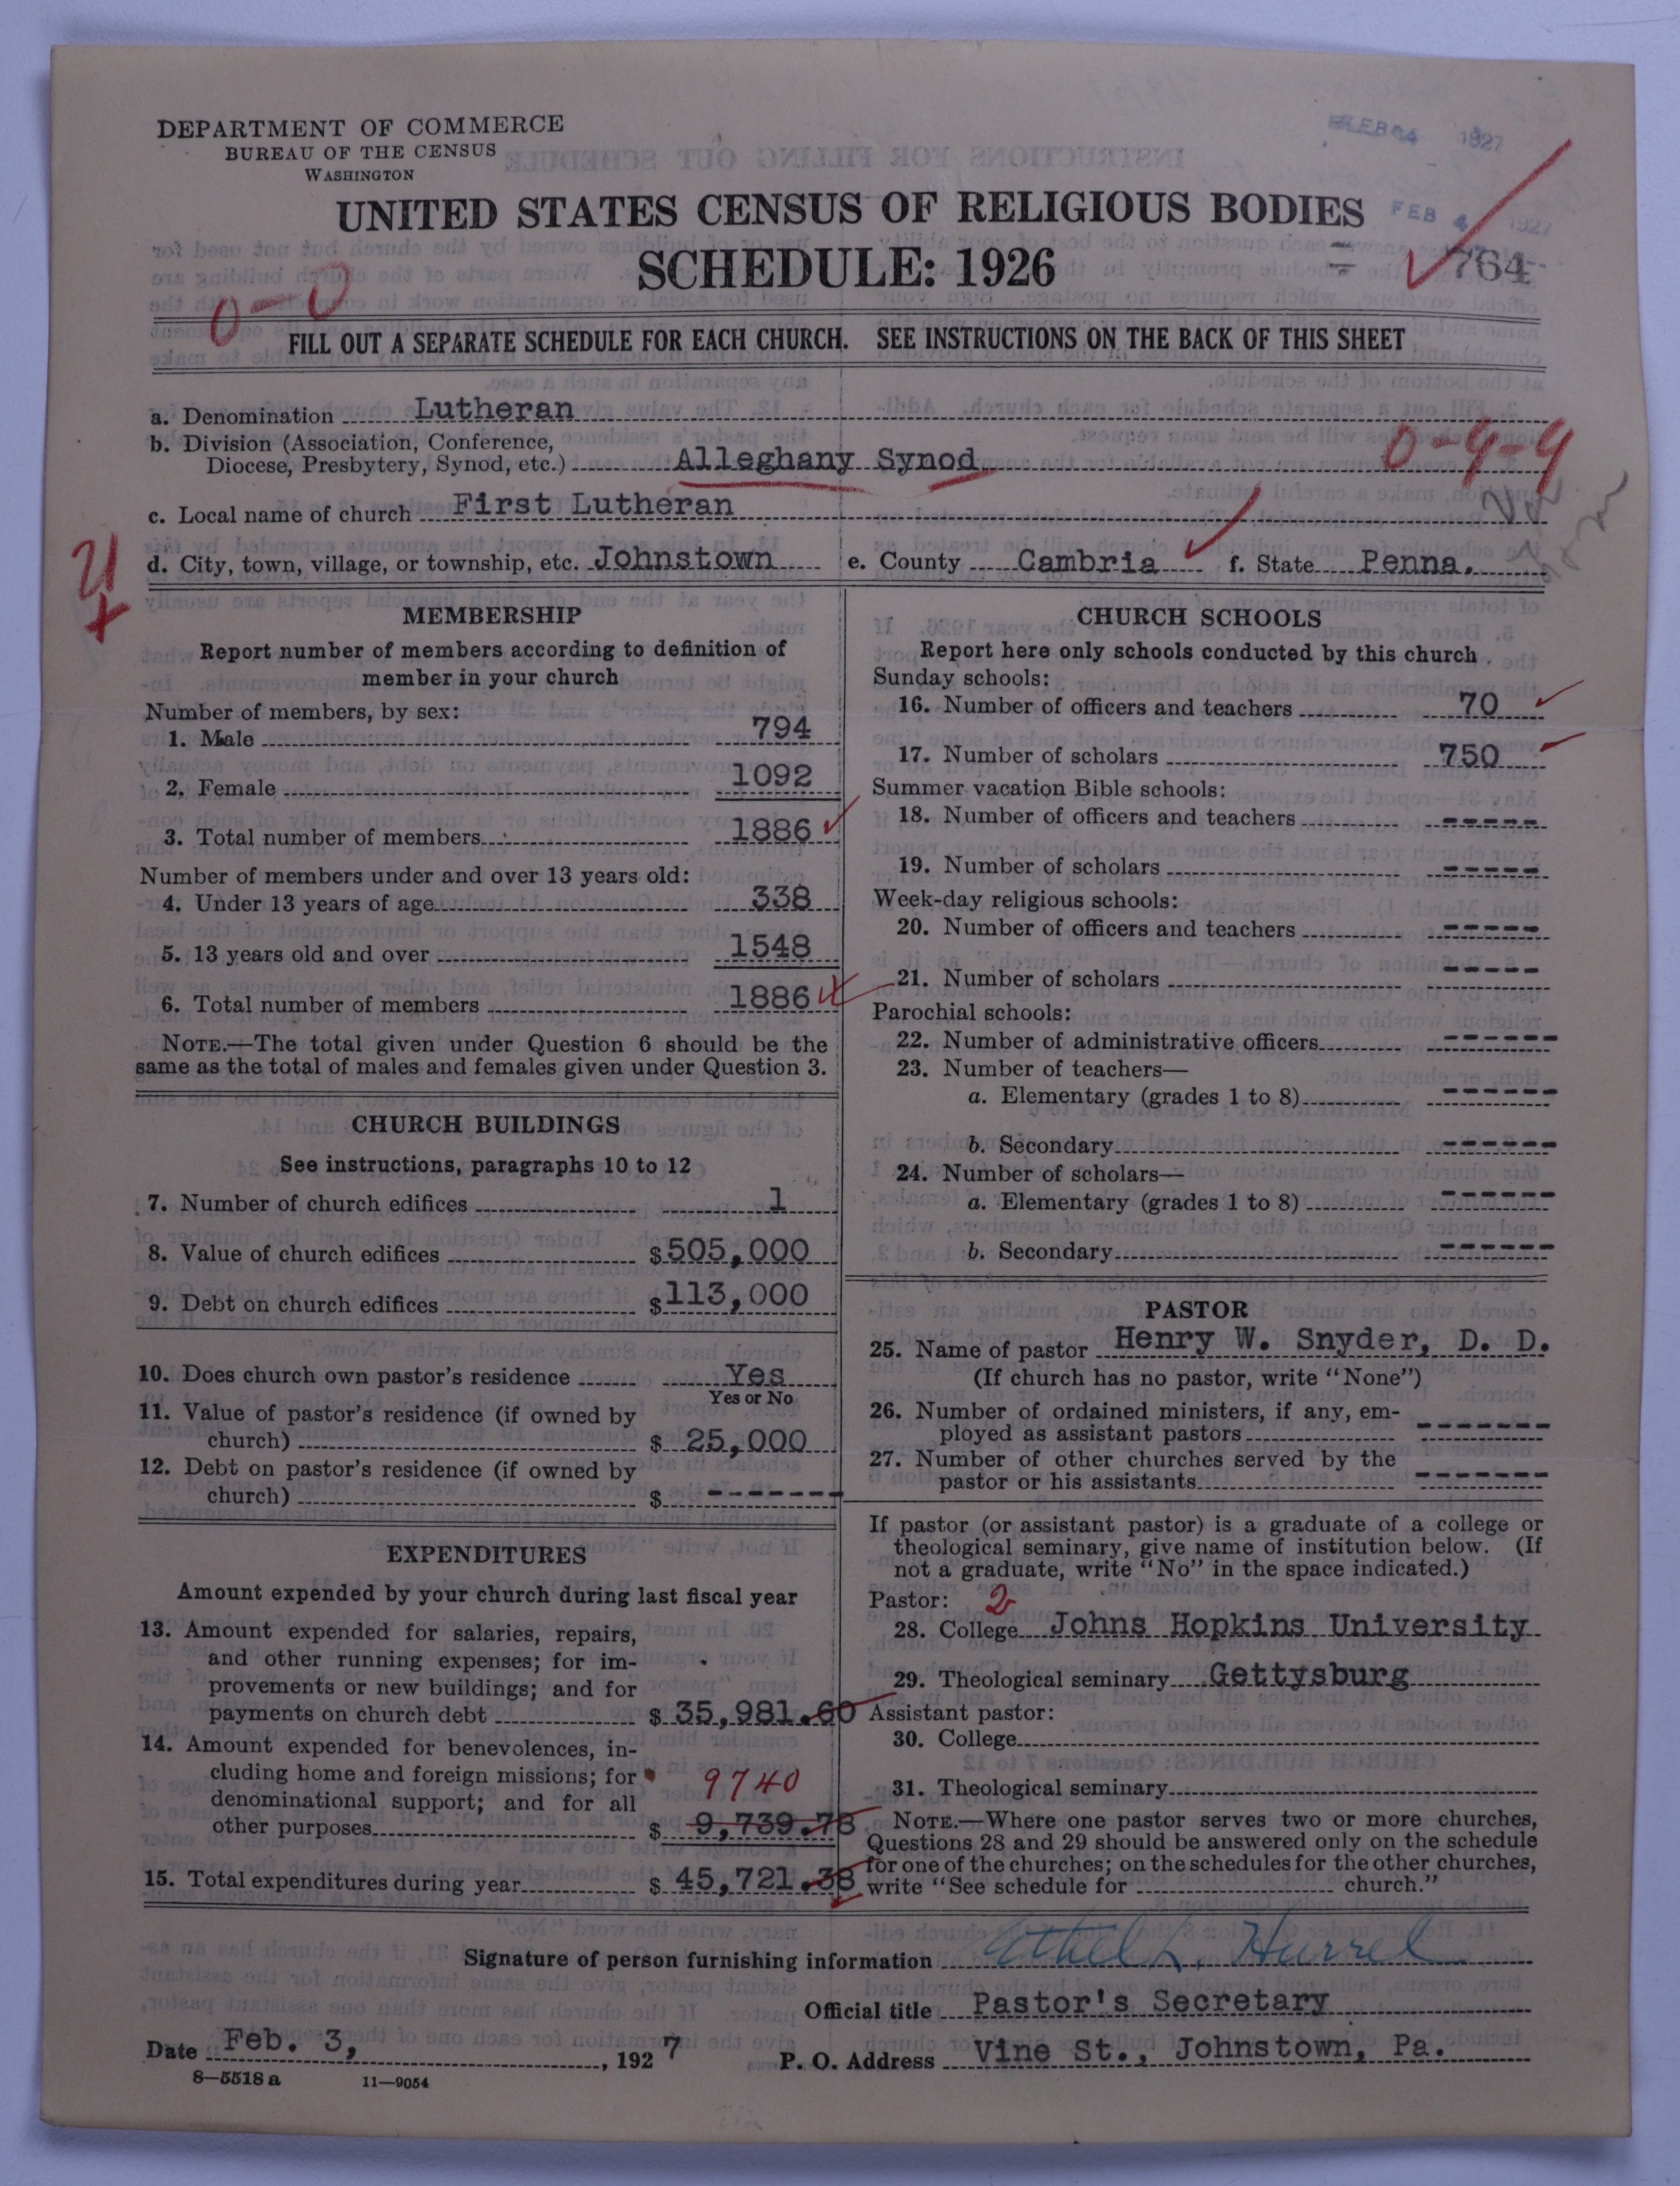 DEPARTMENT OF COMMERCE
BUREAU OF THE CENSUS
WASHINGTON
FEB 4 1927
UNITED STATES CENSUS OF RELIGIOUS BODIES
FEB 4 1927
SCHEDULE: 1926
764
0-0
FILL OUT A SEPARATE SCHEDULE FOR EACH CHURCH. SEE INSTRUCTIONS ON THE BACK OF THIS SHEET
a. Denomination Lutheran
b. Division (Association, Conference,
Diocese, Presbytery, Synod, etc.) Alleghany Synod
0-9-9
c. Local name of church First Lutheran
d. City, town, village, or township, etc. Johnstown e. County Cambria f. State Penna.
MEMBERSHIP
Report number of members according to definition of
member in your church
Number of members, by sex:
1. Male 794
2. Female 1092
3. Total number of members 1886
Number of members under and over 13 years old:
4. Under 13 years of age 338
5. 13 years old and over 1548
6. Total number of members 1886
NOTE.—The total given under Question 6 should be the
same as the total of males and females given under Question 3.
CHURCH BUILDINGS
See instructions, paragraphs 10 to 12
7. Number of church edifices 1
8. Value of church edifices $505,000
9. Debt on church edifices $113,000
10. Does church own pastor's residence Yes
Yes or No
11. Value of pastor's residence (if owned by
church) $ 25,000
12. Debt on pastor's residence (if owned by
church) $ -------
EXPENDITURES
Amount expended by your church during last fiscal year
13. Amount expended for salaries, repairs,
and other running expenses; for im-
provements or new buildings; and for
payments on church debt $ 35,981.60
14. Amount expended for benevolences, in-
cluding home and foreign missions; for
denominational support; and for all
9740
other purposes $ 9,739.78
15. Total expenditures during year $ 45,721.38
CHURCH SCHOOLS
Report here only schools conducted by this church
Sunday schools:
16. Number of officers and teachers 70
17. Number of scholars 750
Summer vacation Bible schools:
18. Number of officers and teachers -----
19. Number of scholars -----
Week-day religious schools:
20. Number of officers and teachers -----
21. Number of scholars -----
Parochial schools:
22. Number of administrative officers ------
23. Number of teachers—
a. Elementary (grades 1 to 8) ------
b. Secondary ------
24. Number of scholars—
a. Elementary (grades 1 to 8) ------
b. Secondary ------
PASTOR
25. Name of pastor Henry W. Snyder, D. D.
(If church has no pastor, write "None")
26. Number of ordained ministers, if any, em-
ployed as assistant pastors -------
27. Number of other churches served by the
pastor or his assistants -------
If pastor (or assistant pastor) is a graduate of a college or
theological seminary, give name of institution below. (If
not a graduate, write "No" in the space indicated.)
Pastor: 2
28. College Johns Hopkins University
29. Theological seminary Gettysburg
Assistant pastor:
30. College
31. Theological seminary
NOTE.—Where one pastor serves two or more churches,
Questions 28 and 29 should be answered only on the schedule
for one of the churches; on the schedules for the other churches,
write "See schedule for church."
Signature of person furnishing information Ethel L. Hurrel
Official title Pastor's Secretary
Date Feb. 3, , 1927
P. O. Address Vine St., Johnstown, Pa.
8—5518a 11—9054